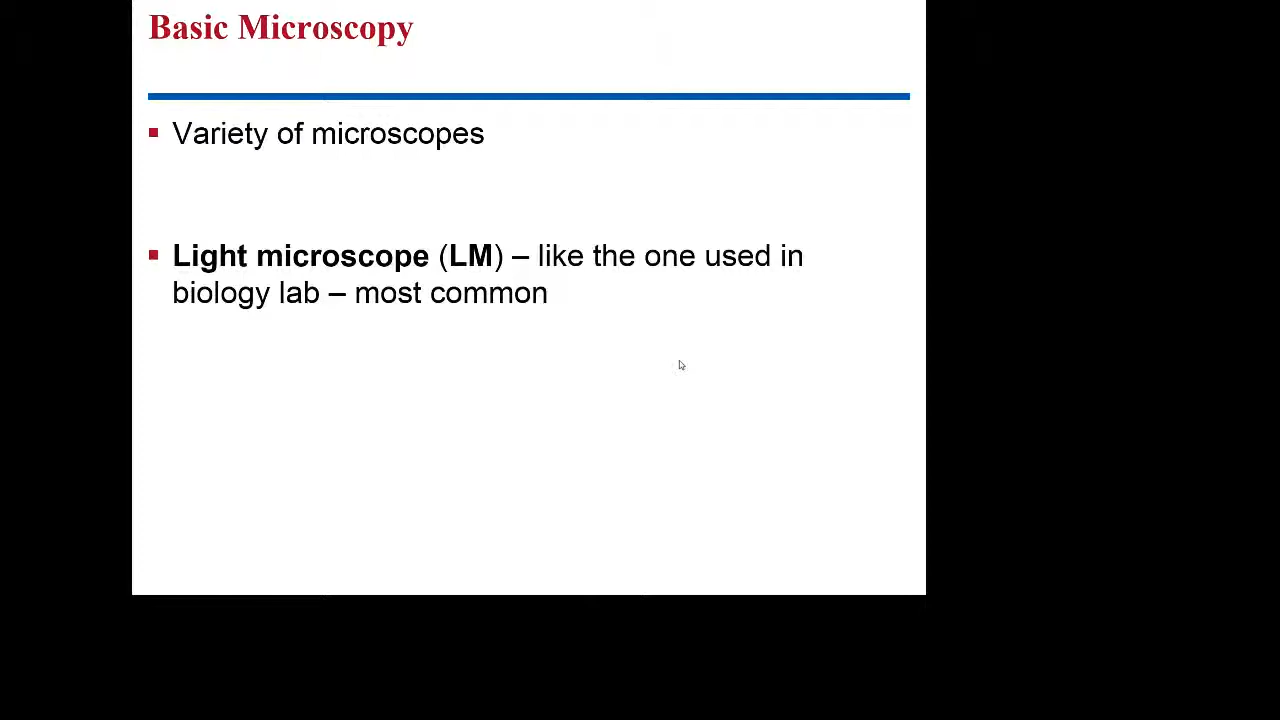 Basic Microscopy
Variety of microscopes
Light microscope (LM) – like the one used in
biology lab – most common